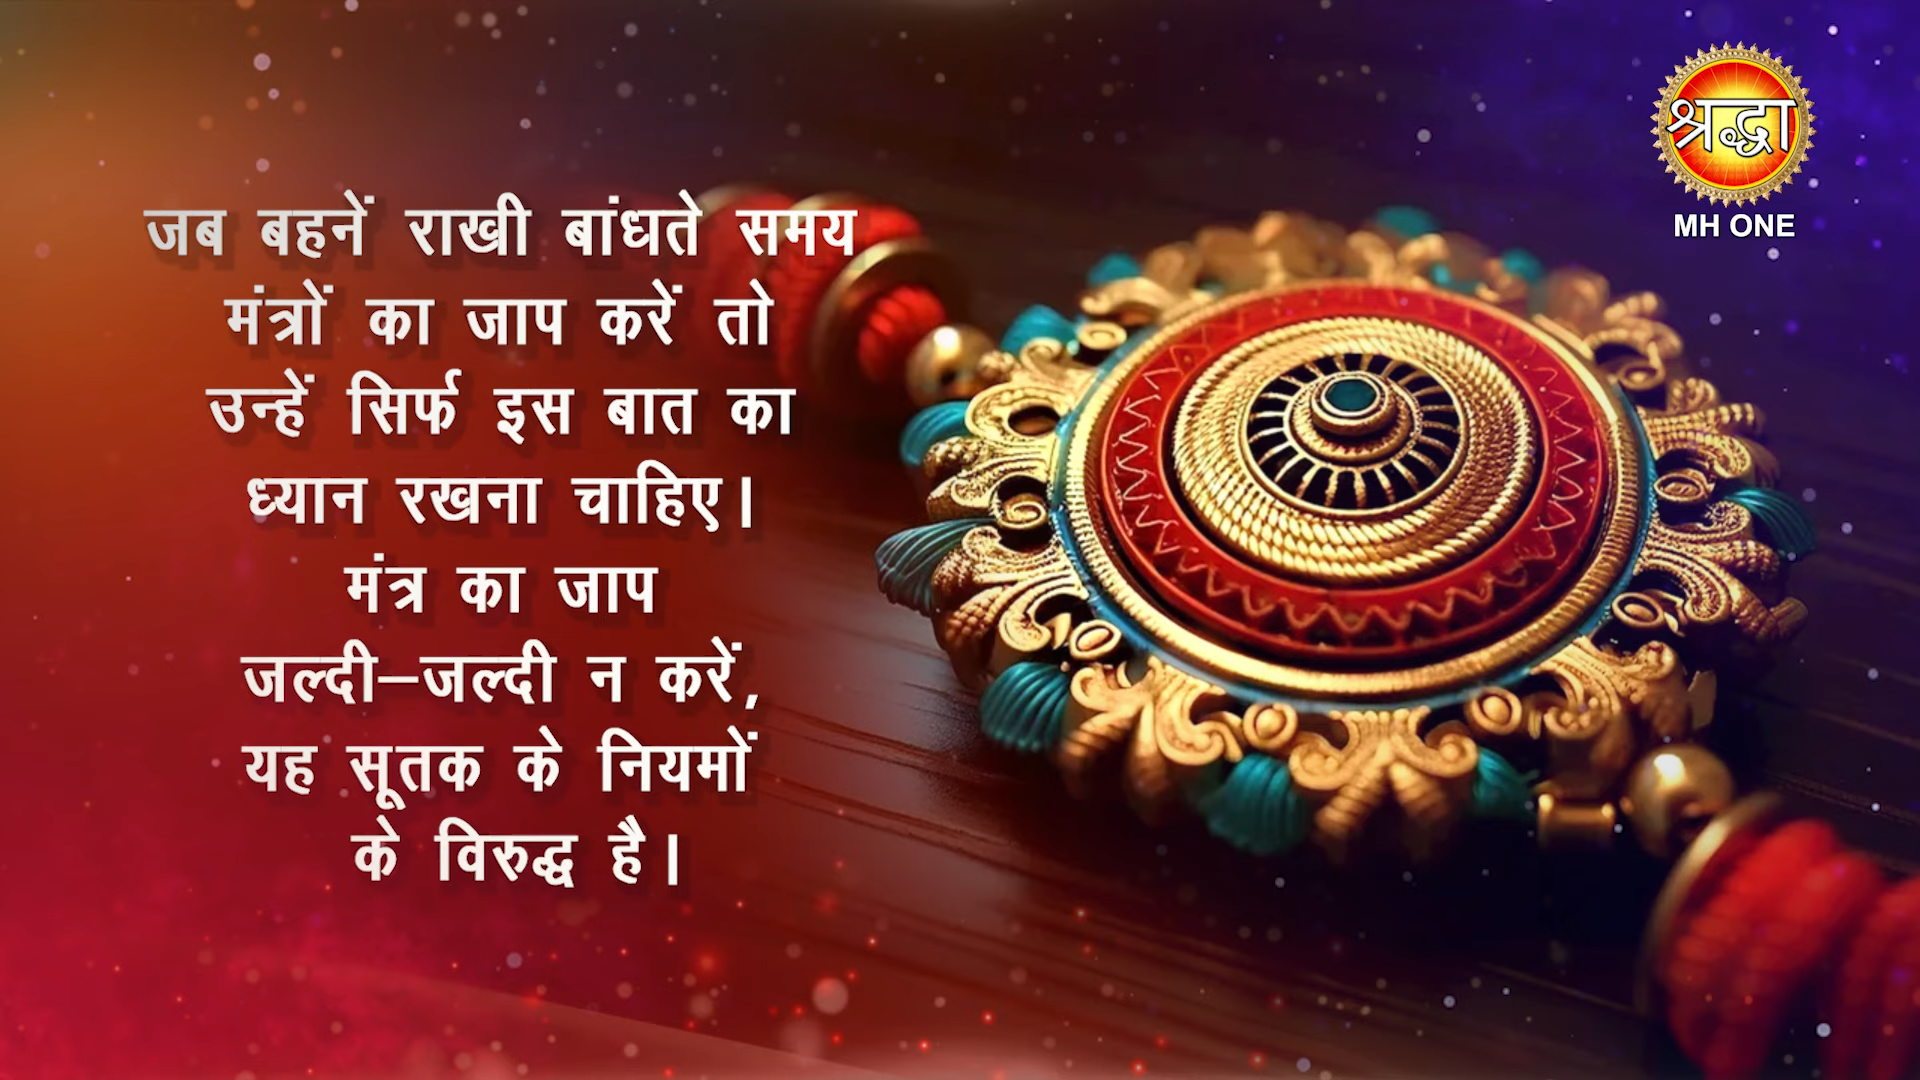 श्रद्धा
MH ONE
जब बहनें राखी बांधते समय
मंत्रों का जाप करें तो
उन्हें सिर्फ इस बात का
ध्यान रखना चाहिए।
मंत्र का जाप
जल्दी–जल्दी न करें,
यह सूतक के नियमों
के विरुद्ध है।